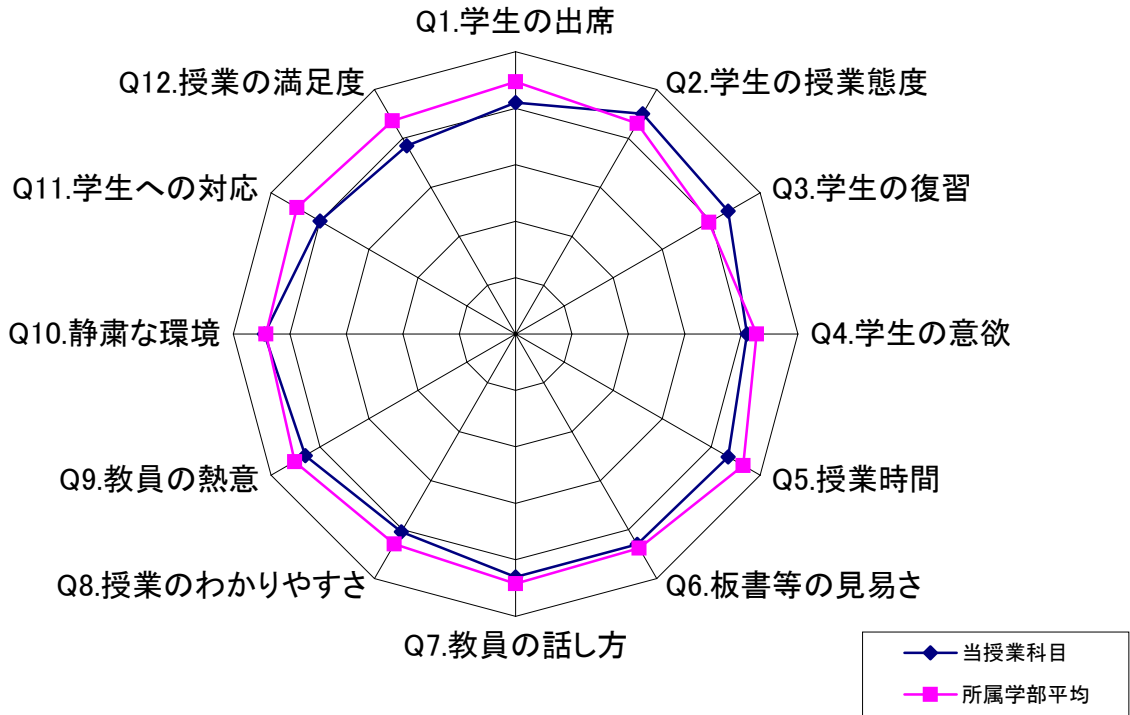 Q1.学生の出席
Q2.学生の授業態度
Q3.学生の復習
Q4.学生の意欲
Q5.授業時間
Q6.板書等の見易さ
Q7.教員の話し方
Q8.授業のわかりやすさ
Q9.教員の熱意
Q10.静粛な環境
Q11.学生への対応
Q12.授業の満足度
当授業科目
所属学部平均